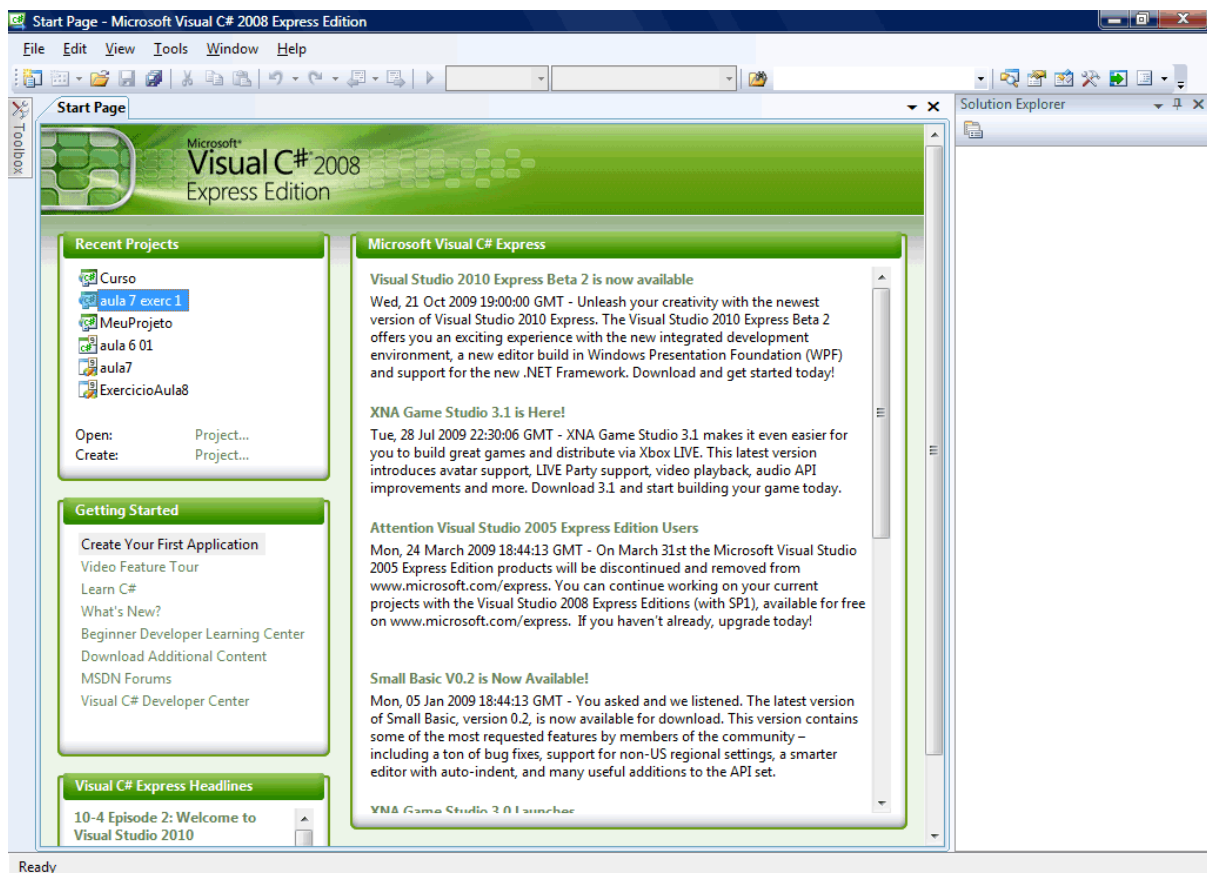 Start Page - Microsoft Visual C# 2008 Express Edition
File Edit View Tools Window Help
Toolbox
Start Page
Solution Explorer
Microsoft®
Visual C# 2008
Express Edition
Recent Projects
Curso
aula 7 exerc 1
MeuProjeto
aula 6 01
aula7
ExercicioAula8
Open: Project...
Create: Project...
Getting Started
Create Your First Application
Video Feature Tour
Learn C#
What's New?
Beginner Developer Learning Center
Download Additional Content
MSDN Forums
Visual C# Developer Center
Visual C# Express Headlines
10-4 Episode 2: Welcome to
Visual Studio 2010
Microsoft Visual C# Express
Visual Studio 2010 Express Beta 2 is now available
Wed, 21 Oct 2009 19:00:00 GMT - Unleash your creativity with the newest
version of Visual Studio 2010 Express. The Visual Studio 2010 Express Beta 2
offers you an exciting experience with the new integrated development
environment, a new editor build in Windows Presentation Foundation (WPF)
and support for the new .NET Framework. Download and get started today!
XNA Game Studio 3.1 is Here!
Tue, 28 Jul 2009 22:30:06 GMT - XNA Game Studio 3.1 makes it even easier for
you to build great games and distribute via Xbox LIVE. This latest version
introduces avatar support, LIVE Party support, video playback, audio API
improvements and more. Download 3.1 and start building your game today.
Attention Visual Studio 2005 Express Edition Users
Mon, 24 March 2009 18:44:13 GMT - On March 31st the Microsoft Visual Studio
2005 Express Edition products will be discontinued and removed from
www.microsoft.com/express. You can continue working on your current
projects with the Visual Studio 2008 Express Editions (with SP1), available for free
on www.microsoft.com/express. If you haven't already, upgrade today!
Small Basic V0.2 is Now Available!
Mon, 05 Jan 2009 18:44:13 GMT - You asked and we listened. The latest version
of Small Basic, version 0.2, is now available for download. This version contains
some of the most requested features by members of the community –
including a ton of bug fixes, support for non-US regional settings, a smarter
editor with auto-indent, and many useful additions to the API set.
XNA Game Studio 3.0 Launches
Ready